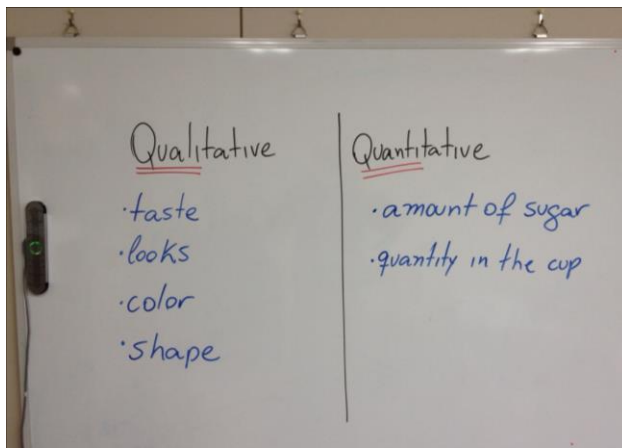 Qualitative
·taste
·looks
·color
·shape
Quantitative
·amount of sugar
·quantity in the cup